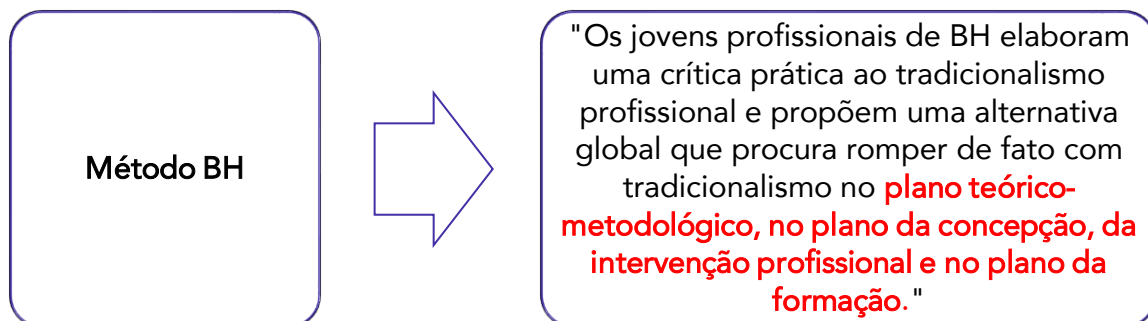 Método BH
"Os jovens profissionais de BH elaboram
uma crítica prática ao tradicionalismo
profissional e propõem uma alternativa
global que procura romper de fato com
tradicionalismo no plano teórico-
metodológico, no plano da concepção, da
intervenção profissional e no plano da
formação."